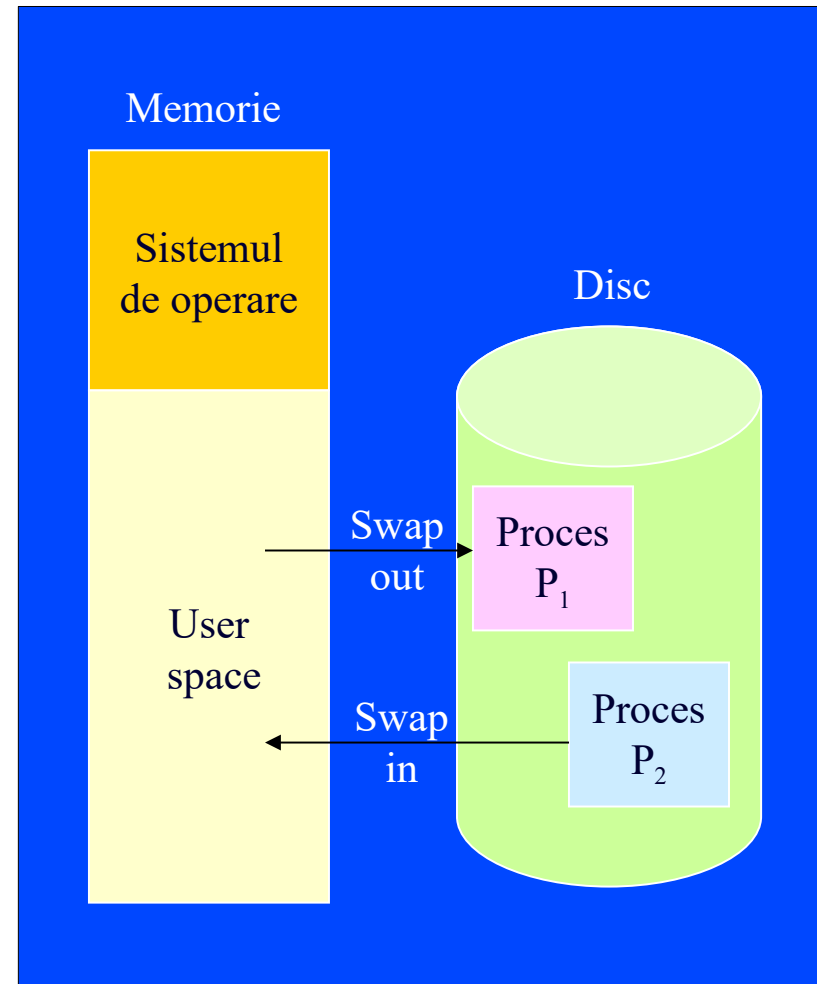 Memorie
Sistemul
de operare
Disc
Swap
out
Proces
P₁
User
space
Swap
in
Proces
P₂